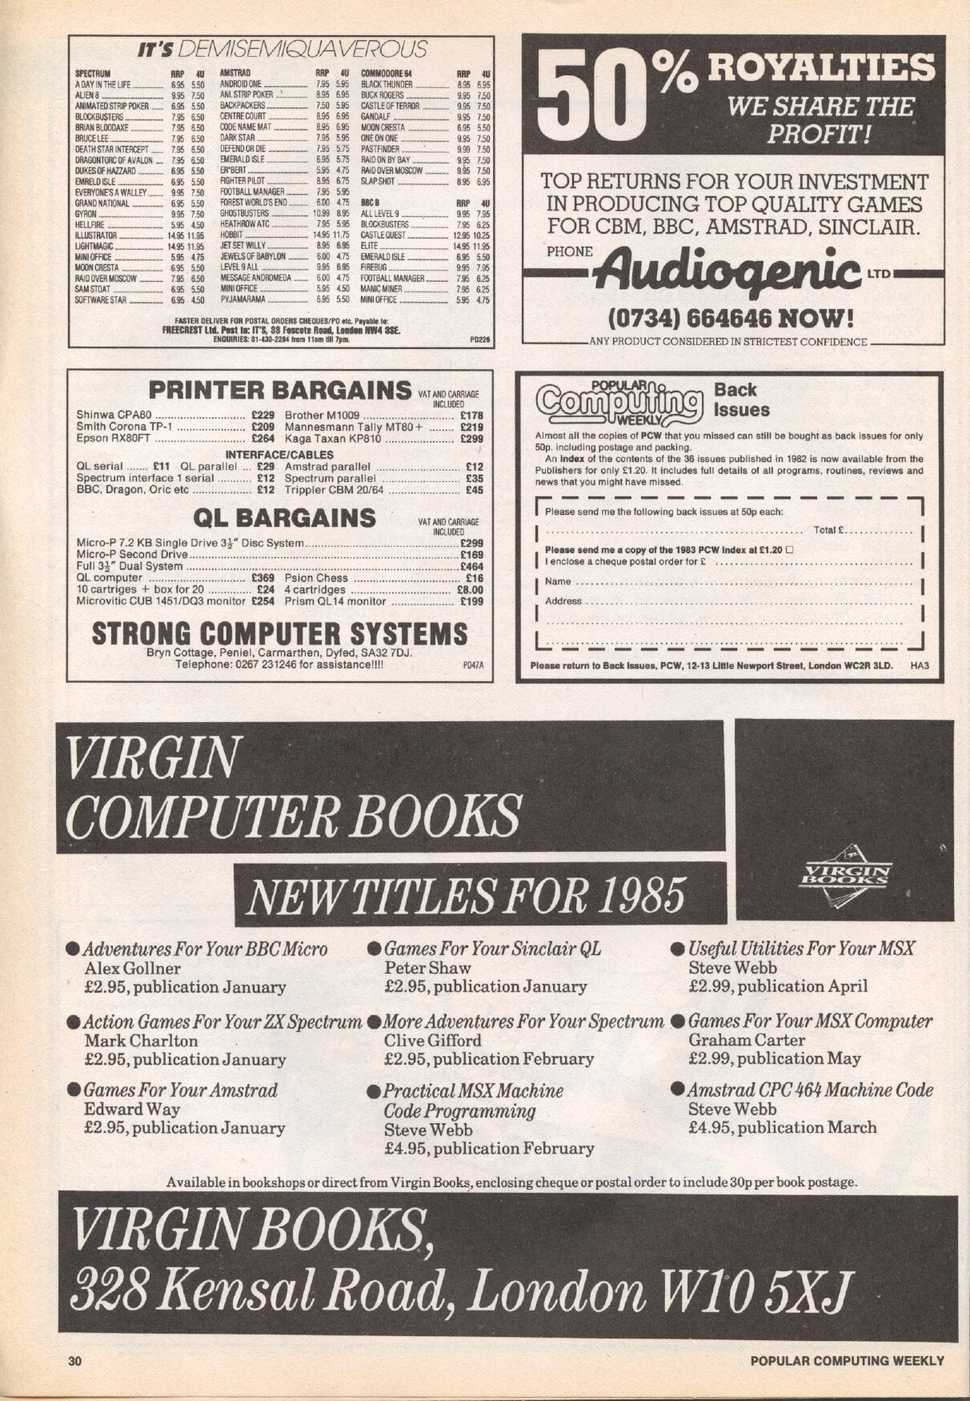 IT'S DEMISEMIQUAVEROUS
SPECTRUM RRP 4U
A DAY IN THE LIFE 6.95 5.50
ALIEN 8 9.95 7.50
ANIMATED STRIP POKER 6.95 5.50
BLOCKBUSTERS 7.95 6.50
BRIAN BLODAXE 7.95 6.50
BRUCE LEE 7.95 6.50
DEATH STAR INTERCEPT 7.95 6.50
DRAGONTORC OF AVALON 7.95 6.50
DUKES OF HAZZARD 6.95 5.50
EMRELD ISLE 6.95 5.50
EVERYONE'S A WALLEY 9.95 7.50
GRAND NATIONAL 6.95 5.50
GYRON 9.95 7.50
HELLFIRE 5.95 4.50
ILLUSTRATOR 14.95 11.95
LIGHTMAGIC 14.95 11.95
MINI OFFICE 5.95 4.75
MOON CRESTA 6.95 5.50
RAID OVER MOSCOW 7.95 6.50
SAM STOAT 6.95 5.50
SOFTWARE STAR 6.95 4.50
AMSTRAD RRP 4U
ANDROID ONE 7.95 5.95
ANI. STRIP POKER 8.95 6.95
BACKPACKERS 7.50 5.95
CENTRE COURT 8.95 6.95
CODE NAME MAT 8.95 6.95
DARK STAR 7.95 5.95
DEFEND OR DIE 7.95 5.95
EMERALD ISLE 6.95 5.75
ER*BERT 5.95 4.75
FIGHTER PILOT 8.95 6.75
FOOTBALL MANAGER 7.95 5.95
FOREST WORLD'S END 6.00 4.75
GHOSTBUSTERS 10.99 8.95
HEATHROW ATC 7.95 5.95
HOBBIT 14.95 11.75
JET SET WILLY 8.95 6.95
JEWELS OF BABYLON 6.00 4.75
LEVEL 9 ALL 9.95 6.95
MESSAGE ANDROMEDA 6.00 4.75
MINI OFFICE 5.95 4.50
PYJAMARAMA 8.95 5.50
COMMODORE 64 RRP 4U
BLACK THUNDER 8.95 6.95
BUCK ROGERS 9.95 7.50
CASTLE OF TERROR 9.95 7.50
GANDALF 9.95 7.50
MOON CRESTA 6.95 5.50
ONE ON ONE 9.95 7.50
PASTFINDER 9.99 7.50
RAID ON BY BAY 9.95 7.50
RAID OVER MOSCOW 9.95 7.50
SLAP SHOT 8.95 6.95
BBC B RRP 4U
ALL LEVEL 9 9.95 7.95
BLOCKBUSTERS 7.95 6.25
CASTLE QUEST 12.95 10.25
ELITE 14.95 11.95
EMERALD ISLE 6.95 5.50
FIREBUG 9.95 7.95
FOOTBALL MANAGER 7.95 6.25
MANIC MINER 7.95 6.25
MINI OFFICE 5.95 4.75
FASTER DELIVER FOR POSTAL ORDERS CHEQUES/PO etc. Payable to:
FREECREST Ltd. Post to: IT'S, 38 Foscote Road, London NW4 3SE.
ENQUIRIES: 01-430-2294 from 11am till 7pm.
PD226
50% ROYALTIES
WE SHARE THE
PROFIT!
TOP RETURNS FOR YOUR INVESTMENT
IN PRODUCING TOP QUALITY GAMES
FOR CBM, BBC, AMSTRAD, SINCLAIR.
PHONE
Audiogenic LTD
(0734) 664646 NOW!
ANY PRODUCT CONSIDERED IN STRICTEST CONFIDENCE
PRINTER BARGAINS VAT AND CARRIAGE INCLUDED
Shinwa CPA80 £229 Brother M1009 £178
Smith Corona TP-1 £209 Mannesmann Tally MT80+ £219
Epson RX80FT £264 Kaga Taxan KP810 £299
INTERFACE/CABLES
QL serial £11 QL parallel £29 Amstrad parallel £12
Spectrum interface 1 serial £12 Spectrum parallel £35
BBC, Dragon, Oric etc £12 Trippler CBM 20/64 £45
QL BARGAINS VAT AND CARRIAGE INCLUDED
Micro-P 7.2 KB Single Drive 3½" Disc System £299
Micro-P Second Drive £169
Full 3½" Dual System £464
QL computer £369 Psion Chess £16
10 cartriges + box for 20 £24 4 cartridges £8.00
Microvitic CUB 1451/DQ3 monitor £254 Prism QL14 monitor £199
STRONG COMPUTER SYSTEMS
Bryn Cottage, Peniel, Carmarthen, Dyfed, SA32 7DJ.
Telephone: 0267 231246 for assistance!!!!
PD47A
POPULAR
Computing
WEEKLY
Back
Issues
Almost all the copies of PCW that you missed can still be bought as back issues for only
50p, including postage and packing.
An Index of the contents of the 36 issues published in 1982 is now available from the
Publishers for only £1.20. It includes full details of all programs, routines, reviews and
news that you might have missed.
Please send me the following back issues at 50p each:
Total £
Please send me a copy of the 1983 PCW Index at £1.20 □
I enclose a cheque postal order for £
Name
Address
Please return to Back Issues, PCW, 12-13 Little Newport Street, London WC2R 3LD. HA3
VIRGIN
COMPUTER BOOKS
NEW TITLES FOR 1985
VIRGIN
BOOKS
● Adventures For Your BBC Micro
Alex Gollner
£2.95, publication January
● Action Games For Your ZX Spectrum
Mark Charlton
£2.95, publication January
● Games For Your Amstrad
Edward Way
£2.95, publication January
● Games For Your Sinclair QL
Peter Shaw
£2.95, publication January
● More Adventures For Your Spectrum
Clive Gifford
£2.95, publication February
● Practical MSX Machine
Code Programming
Steve Webb
£4.95, publication February
● Useful Utilities For Your MSX
Steve Webb
£2.99, publication April
● Games For Your MSX Computer
Graham Carter
£2.99, publication May
● Amstrad CPC 464 Machine Code
Steve Webb
£4.95, publication March
Available in bookshops or direct from Virgin Books, enclosing cheque or postal order to include 30p per book postage.
VIRGIN BOOKS,
328 Kensal Road, London W10 5XJ
30
POPULAR COMPUTING WEEKLY